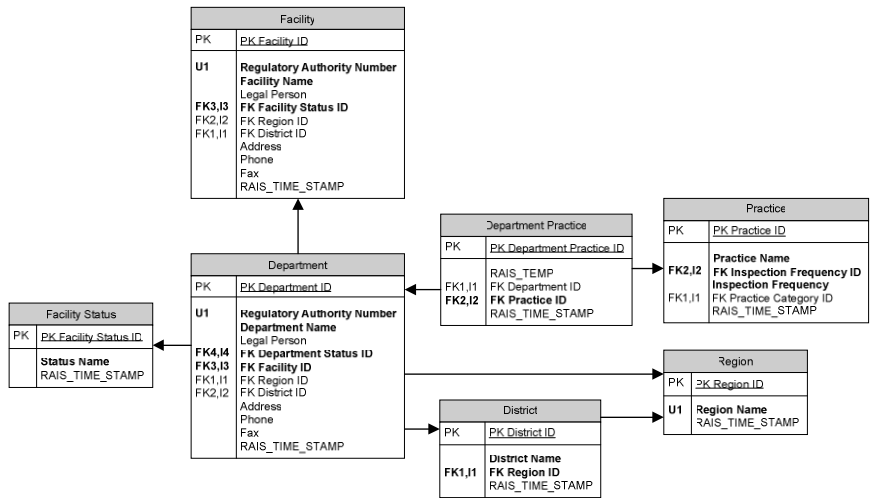 Facility
PK PK Facility ID
U1 Regulatory Authority Number
Facility Name
Legal Person
FK3,I3 FK Facility Status ID
FK2,I2 FK Region ID
FK1,I1 FK District ID
Address
Phone
Fax
RAIS_TIME_STAMP
Department Practice
PK PK Department Practice ID
RAIS_TEMP
FK1,I1 FK Department ID
FK2,I2 FK Practice ID
RAIS_TIME_STAMP
Practice
PK PK Practice ID
Practice Name
FK2,I2 FK Inspection Frequency ID
Inspection Frequency
FK1,I1 FK Practice Category ID
RAIS_TIME_STAMP
Department
PK PK Department ID
U1 Regulatory Authority Number
Department Name
Legal Person
FK4,I4 FK Department Status ID
FK3,I3 FK Facility ID
FK1,I1 FK Region ID
FK2,I2 FK District ID
Address
Phone
Fax
RAIS_TIME_STAMP
Facility Status
PK PK Facility Status ID
Status Name
RAIS_TIME_STAMP
Region
PK PK Region ID
U1 Region Name
RAIS_TIME_STAMP
District
PK PK District ID
District Name
FK1,I1 FK Region ID
RAIS_TIME_STAMP